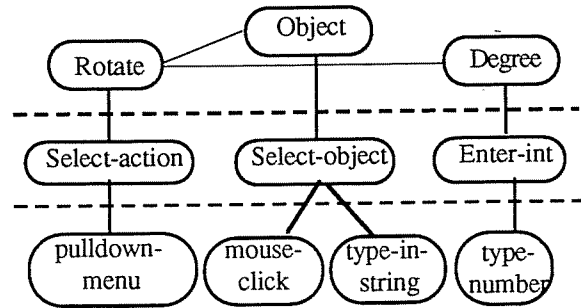 Object
Rotate
Degree
Select-action
Select-object
Enter-int
pulldown-
menu
mouse-
click
type-in-
string
type-
number